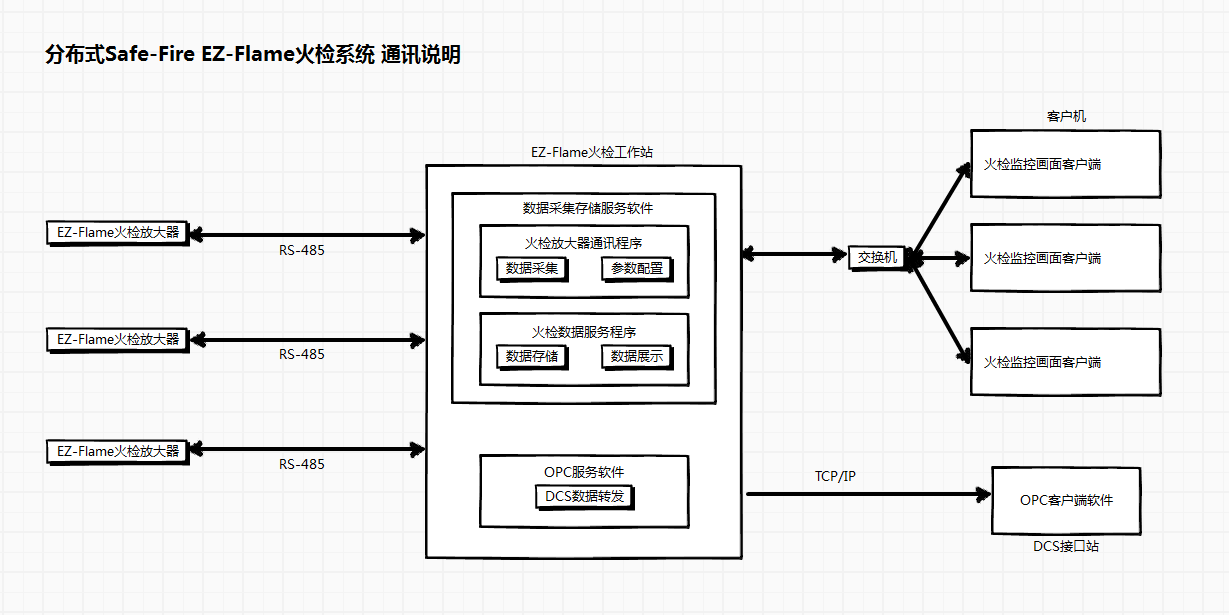 分布式Safe-Fire EZ-Flame火检系统 通讯说明
EZ-Flame火检放大器
RS-485
EZ-Flame火检放大器
RS-485
EZ-Flame火检放大器
RS-485
EZ-Flame火检工作站
数据采集存储服务软件
火检放大器通讯程序
数据采集
参数配置
火检数据服务程序
数据存储
数据展示
OPC服务软件
DCS数据转发
交换机
客户机
火检监控画面客户端
火检监控画面客户端
火检监控画面客户端
TCP/IP
OPC客户端软件
DCS接口站